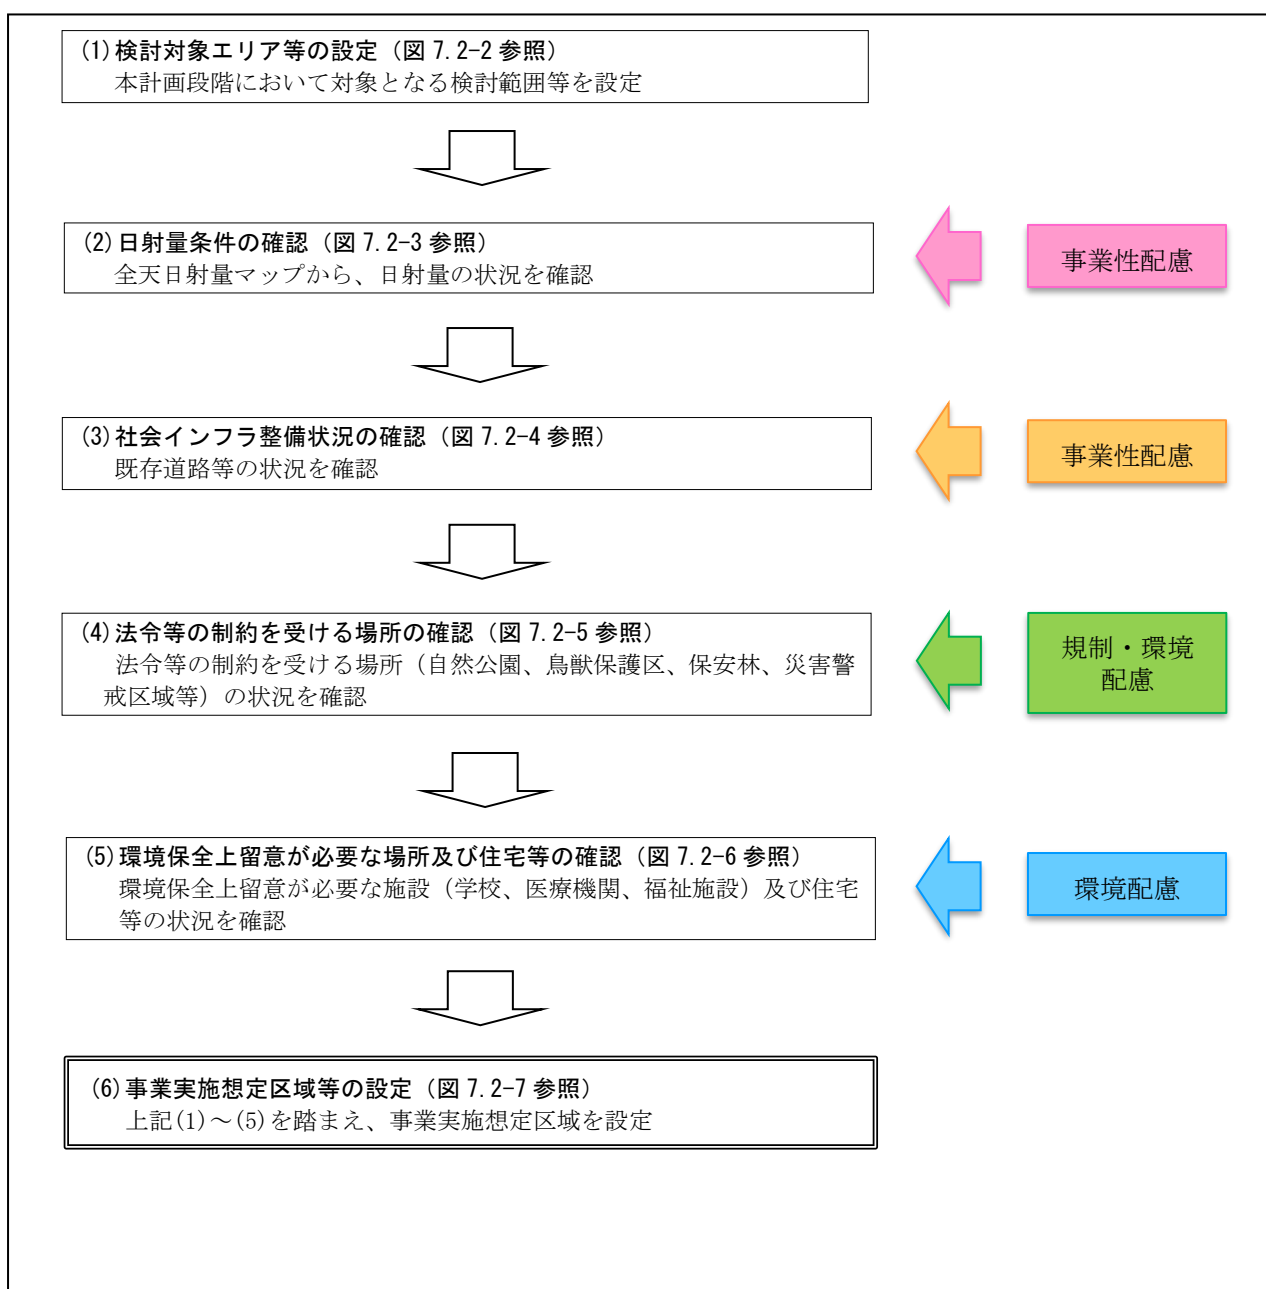 (1)検討対象エリア等の設定（図 7.2-2 参照）
本計画段階において対象となる検討範囲等を設定
(2)日射量条件の確認（図 7.2-3 参照）
全天日射量マップから、日射量の状況を確認
事業性配慮
(3)社会インフラ整備状況の確認（図 7.2-4 参照）
既存道路等の状況を確認
事業性配慮
(4)法令等の制約を受ける場所の確認（図 7.2-5 参照）
法令等の制約を受ける場所（自然公園、鳥獣保護区、保安林、災害警
戒区域等）の状況を確認
規制・環境
配慮
(5)環境保全上留意が必要な場所及び住宅等の確認（図 7.2-6 参照）
環境保全上留意が必要な施設（学校、医療機関、福祉施設）及び住宅
等の状況を確認
環境配慮
(6)事業実施想定区域等の設定（図 7.2-7 参照）
上記(1)～(5)を踏まえ、事業実施想定区域を設定